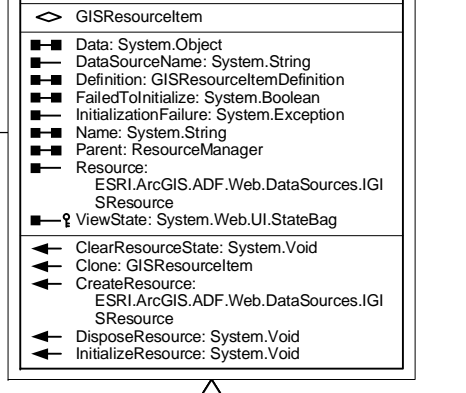 GISResourceItem
Data: System.Object
DataSourceName: System.String
Definition: GISResourceItemDefinition
FailedToInitialize: System.Boolean
InitializationFailure: System.Exception
Name: System.String
Parent: ResourceManager
Resource:
ESRI.ArcGIS.ADF.Web.DataSources.IGI
SResource
ViewState: System.Web.UI.StateBag
ClearResourceState: System.Void
Clone: GISResourceItem
CreateResource:
ESRI.ArcGIS.ADF.Web.DataSources.IGI
SResource
DisposeResource: System.Void
InitializeResource: System.Void